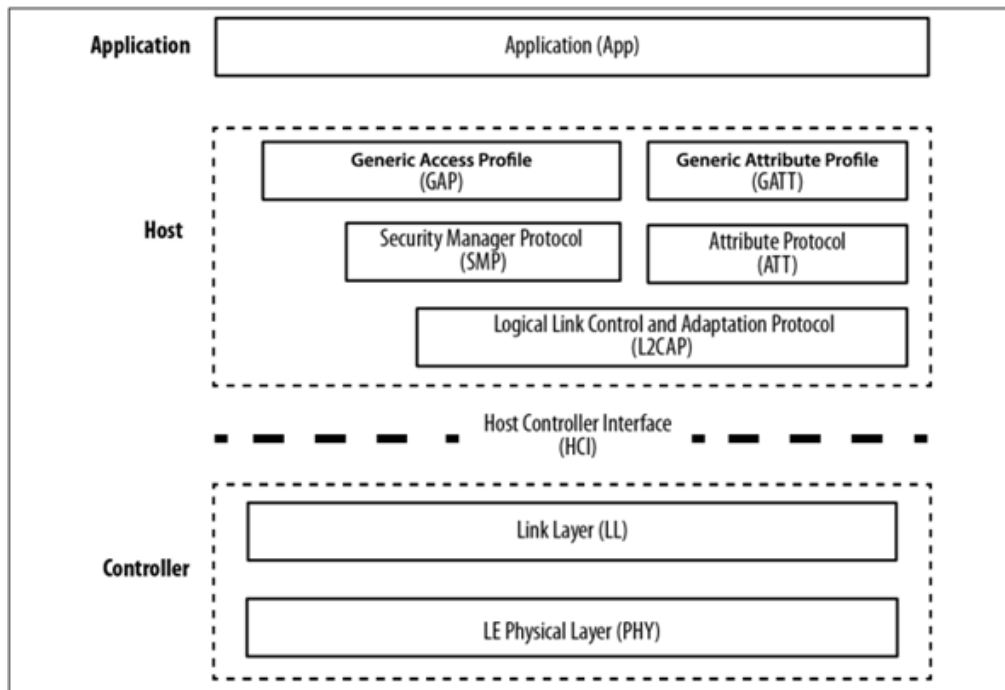 Application
Application (App)
Generic Access Profile
(GAP)
Generic Attribute Profile
(GATT)
Host
Security Manager Protocol
(SMP)
Attribute Protocol
(ATT)
Logical Link Control and Adaptation Protocol
(L2CAP)
Host Controller Interface
(HCI)
Link Layer (LL)
Controller
LE Physical Layer (PHY)